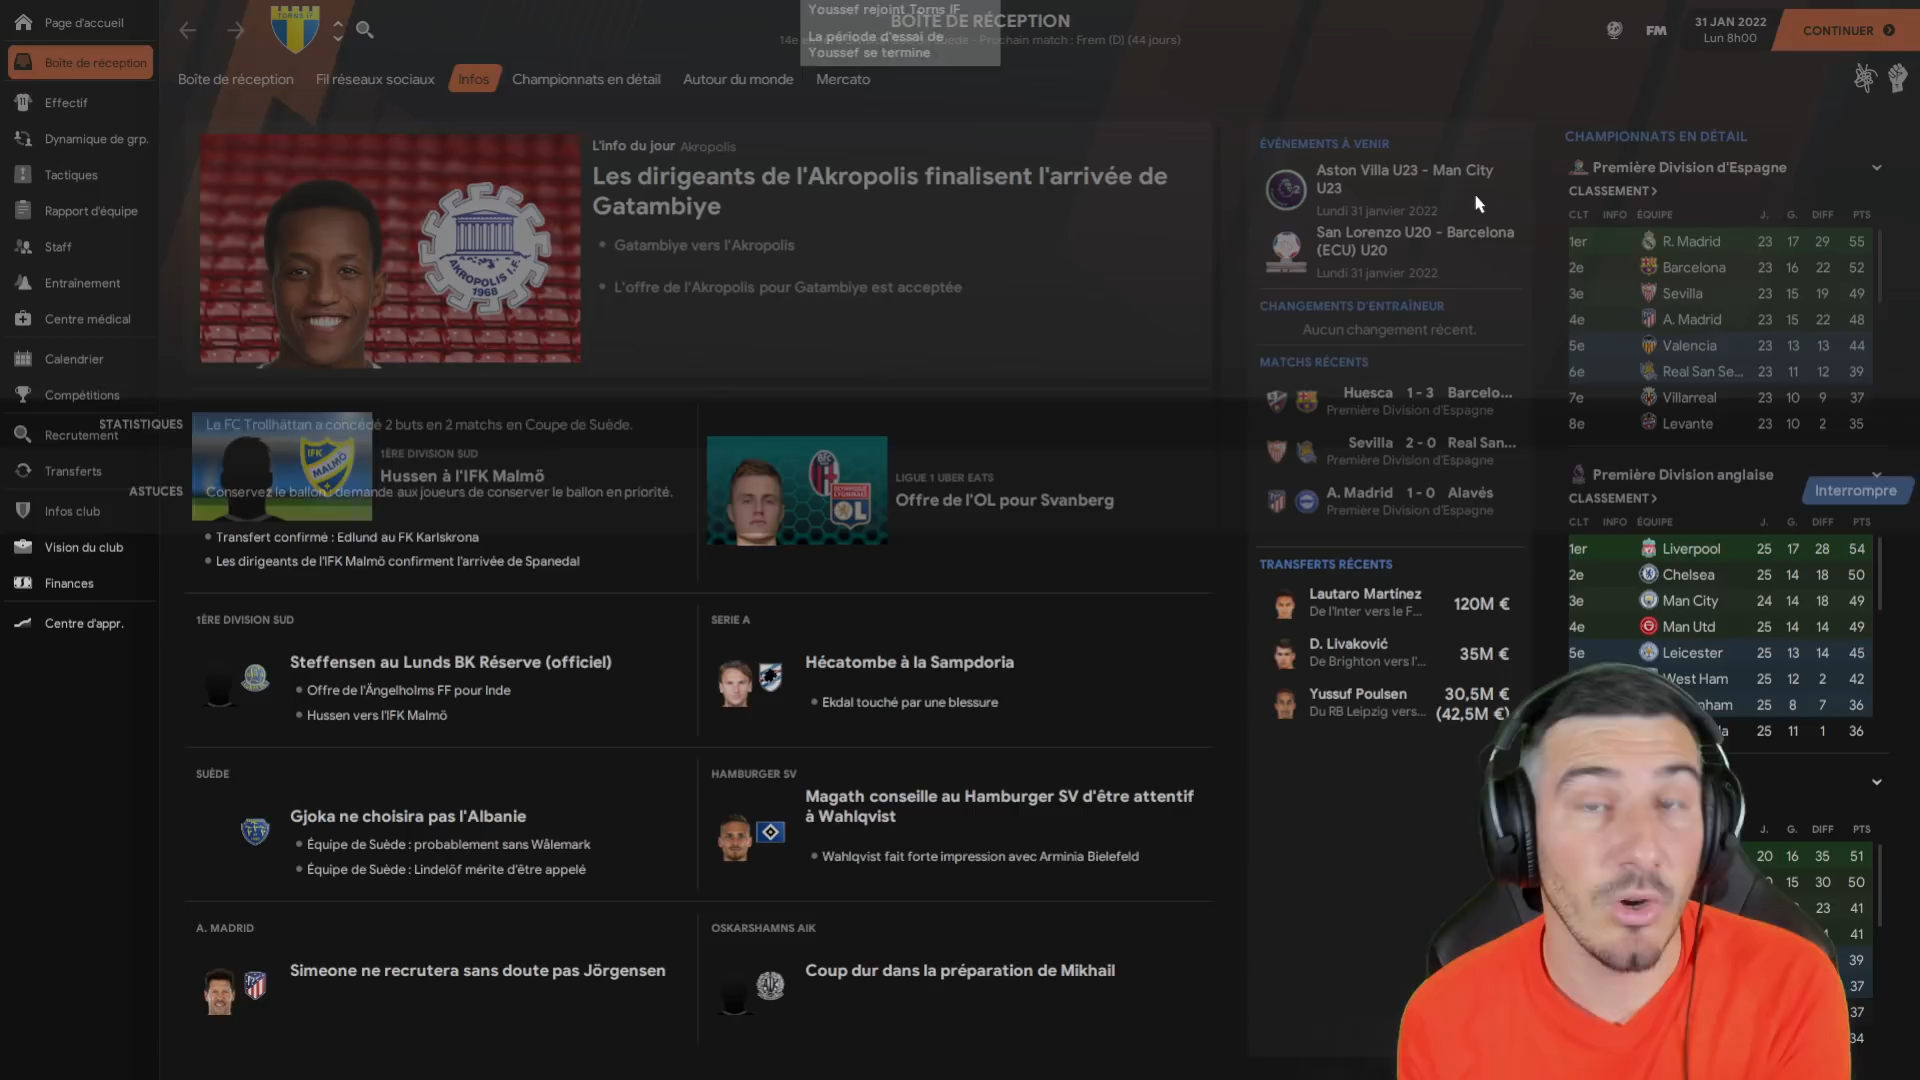 Page d'accueil
Boîte de réception
Effectif
Dynamique de grp.
Tactiques
Rapport d'équipe
Staff
Entraînement
Centre médical
Calendrier
Compétitions
Recrutement
Transferts
Infos club
Vision du club
Finances
Centre d'appr.
TORNS IF
BOÎTE DE RÉCEPTION
Prochain match : Frem (D) (44 jours)
Youssef rejoint Torns IF
La période d'essai de
Youssef se termine
FM
31 JAN 2022
Lun 8h00
CONTINUER
Boîte de réception
Fil réseaux sociaux
Infos
Championnats en détail
Autour du monde
Mercato
AKROPOLIS I.F.
1968
L'info du jour Akropolis
Les dirigeants de l'Akropolis finalisent l'arrivée de
Gatambiye
Gatambiye vers l'Akropolis
L'offre de l'Akropolis pour Gatambiye est acceptée
STATISTIQUES
Le FC Trollhättan a concédé 2 buts en 2 matchs en Coupe de Suède.
ASTUCES
Conservez le ballon : demande aux joueurs de conserver le ballon en priorité.
Interrompre
IFK
MALMÖ
1ÈRE DIVISION SUD
Hussen à l'IFK Malmö
Transfert confirmé : Edlund au FK Karlskrona
Les dirigeants de l'IFK Malmö confirment l'arrivée de Spanedal
BFC
OLYMPIQUE
LYONNAIS
OL
LIGUE 1 UBER EATS
Offre de l'OL pour Svanberg
1ÈRE DIVISION SUD
Steffensen au Lunds BK Réserve (officiel)
Offre de l'Ängelholms FF pour Inde
Hussen vers l'IFK Malmö
SERIE A
Hécatombe à la Sampdoria
Ekdal touché par une blessure
SUÈDE
Gjoka ne choisira pas l'Albanie
Équipe de Suède : probablement sans Wålemark
Équipe de Suède : Lindelöf mérite d'être appelé
HAMBURGER SV
Magath conseille au Hamburger SV d'être attentif
à Wahlqvist
Wahlqvist fait forte impression avec Arminia Bielefeld
A. MADRID
Simeone ne recrutera sans doute pas Jörgensen
OSKARSHAMNS AIK
Coup dur dans la préparation de Mikhail
ÉVÉNEMENTS À VENIR
Aston Villa U23 - Man City
U23
Lundi 31 janvier 2022
San Lorenzo U20 - Barcelona
(ECU) U20
Lundi 31 janvier 2022
CHANGEMENTS D'ENTRAÎNEUR
Aucun changement récent.
MATCHS RÉCENTS
Huesca 1 - 3 Barcelo...
Première Division d'Espagne
Sevilla 2 - 0 Real San...
Première Division d'Espagne
A. Madrid 1 - 0 Alavés
Première Division d'Espagne
TRANSFERTS RÉCENTS
Lautaro Martínez
De l'Inter vers le F...
120M €
D. Livaković
De Brighton vers l'...
35M €
Yussuf Poulsen
Du RB Leipzig vers...
30,5M €
(42,5M €)
CHAMPIONNATS EN DÉTAIL
Première Division d'Espagne
CLASSEMENT >
CLT INFO ÉQUIPE J. G. DIFF PTS
1er R. Madrid 23 17 29 55
2e Barcelona 23 16 22 52
3e Sevilla 23 15 19 49
4e A. Madrid 23 15 22 48
5e Valencia 23 13 13 44
6e Real San Se... 23 11 12 39
7e Villarreal 23 10 9 37
8e Levante 23 10 2 35
Première Division anglaise
CLASSEMENT >
CLT INFO ÉQUIPE J. G. DIFF PTS
1er Liverpool 25 17 28 54
2e Chelsea 25 14 18 50
3e Man City 24 14 18 49
4e Man Utd 25 14 14 49
5e Leicester 25 13 14 45
West Ham 25 12 2 42
25 8 7 36
25 11 1 36
J. G. DIFF PTS
20 16 35 51
15 30 50
23 41
41
39
37
37
34